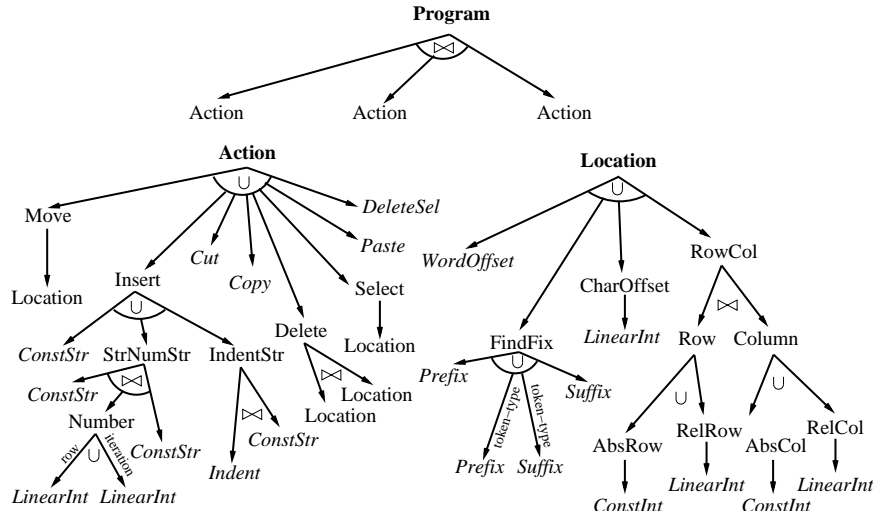 Program
⋈
Action Action Action
Action
∪
Location
∪
Move DeleteSel
Cut Paste
WordOffset RowCol
Location Insert Copy Select CharOffset
∪ ⋈
ConstStr StrNumStr IndentStr Delete Location FindFix LinearInt Row Column
ConstStr ⋈ ⋈ Location Prefix ∪ Suffix
Location ∪ ∪
Number ⋈ ConstStr token−type token−type
row ∪ iteration ConstStr AbsRow RelRow AbsCol RelCol
Indent Prefix Suffix
LinearInt LinearInt LinearInt LinearInt
ConstInt ConstInt